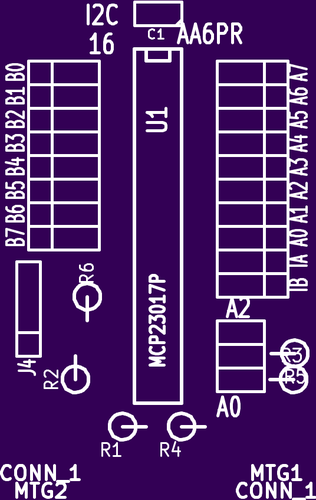 I2C
16
C1
AA6PR
B0
B1
B2
B3
B4
B5
B6
B7
U1
MCP23017P
A7
A6
A5
A4
A3
A2
A1
A0
IA
IB
R6
J4
R2
A2
R3
R5
A0
R1
R4
CONN_1
MTG2
MTG1
CONN_1